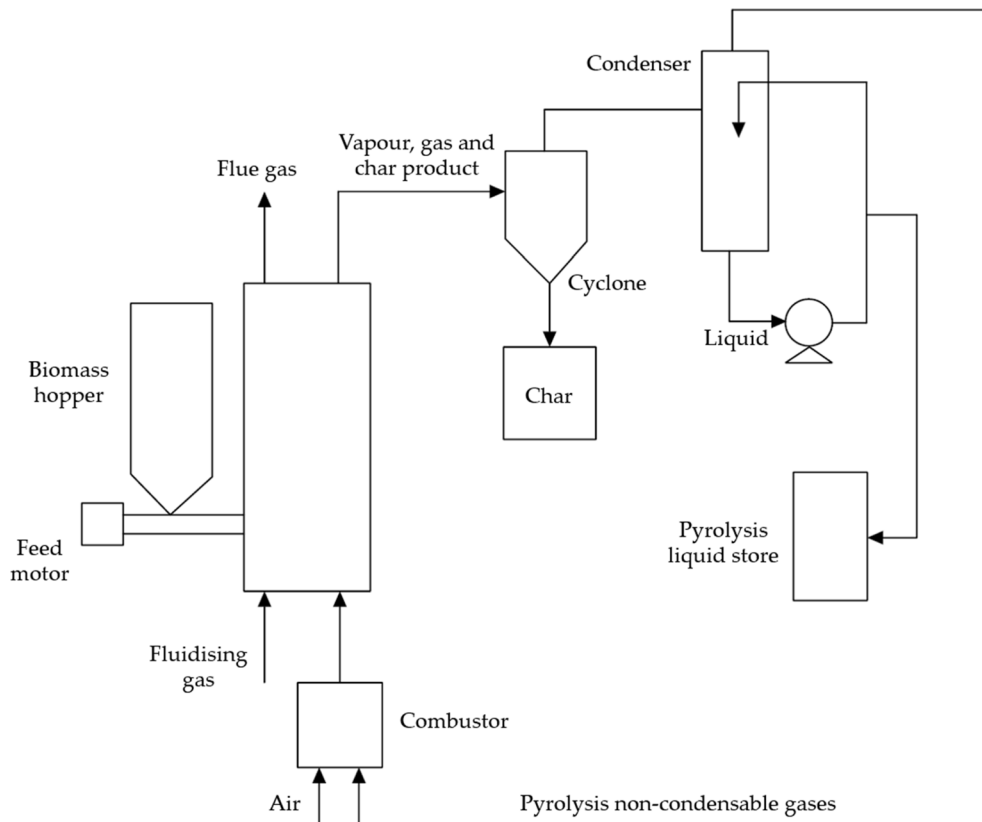 Condenser
Vapour, gas and
char product
Flue gas
Cyclone
Liquid
Biomass
hopper
Char
Pyrolysis
liquid store
Feed
motor
Fluidising
gas
Combustor
Air
Pyrolysis non-condensable gases